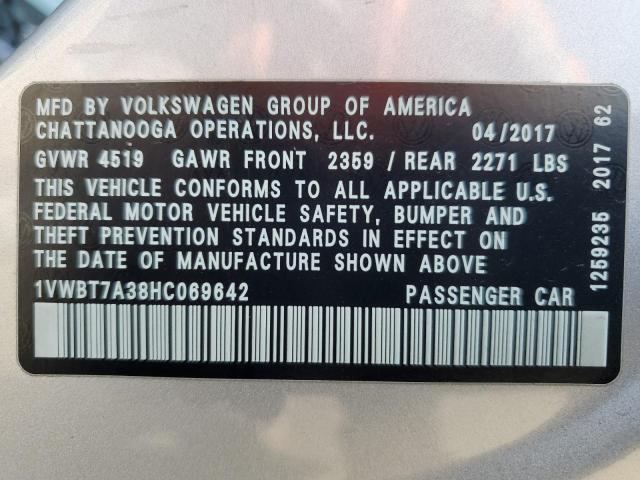 MFD BY VOLKSWAGEN GROUP OF AMERICA
CHATTANOOGA OPERATIONS, LLC. 04/2017
GVWR 4519 GAWR FRONT 2359 / REAR 2271 LBS
THIS VEHICLE CONFORMS TO ALL APPLICABLE U.S.
FEDERAL MOTOR VEHICLE SAFETY, BUMPER AND
THEFT PREVENTION STANDARDS IN EFFECT ON
THE DATE OF MANUFACTURE SHOWN ABOVE
1VWBT7A38HC069642 PASSENGER CAR
1259235 2017 62